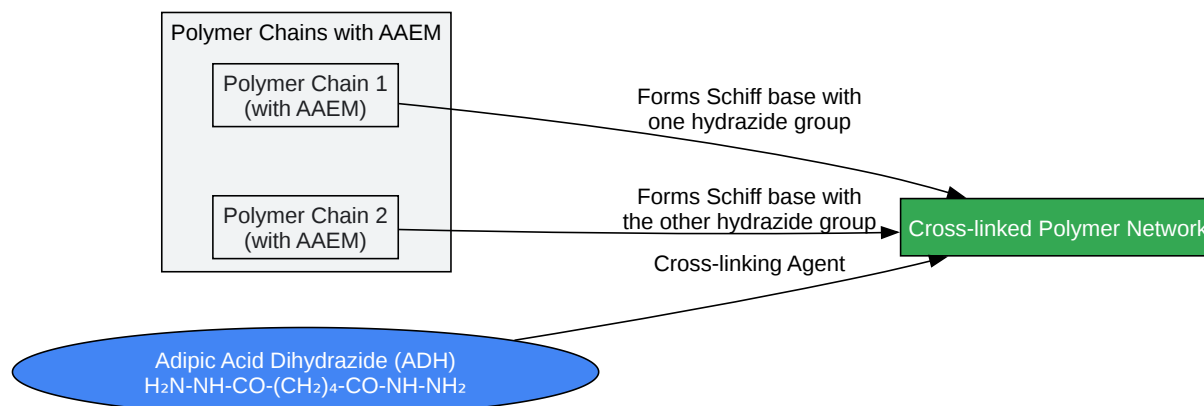 Polymer Chains with AAEM
Polymer Chain 1
(with AAEM)
Forms Schiff base with
one hydrazide group
Polymer Chain 2
(with AAEM)
Forms Schiff base with
the other hydrazide group
Cross-linked Polymer Network
Cross-linking Agent
Adipic Acid Dihydrazide (ADH)
H₂N-NH-CO-(CH₂)₄-CO-NH-NH₂